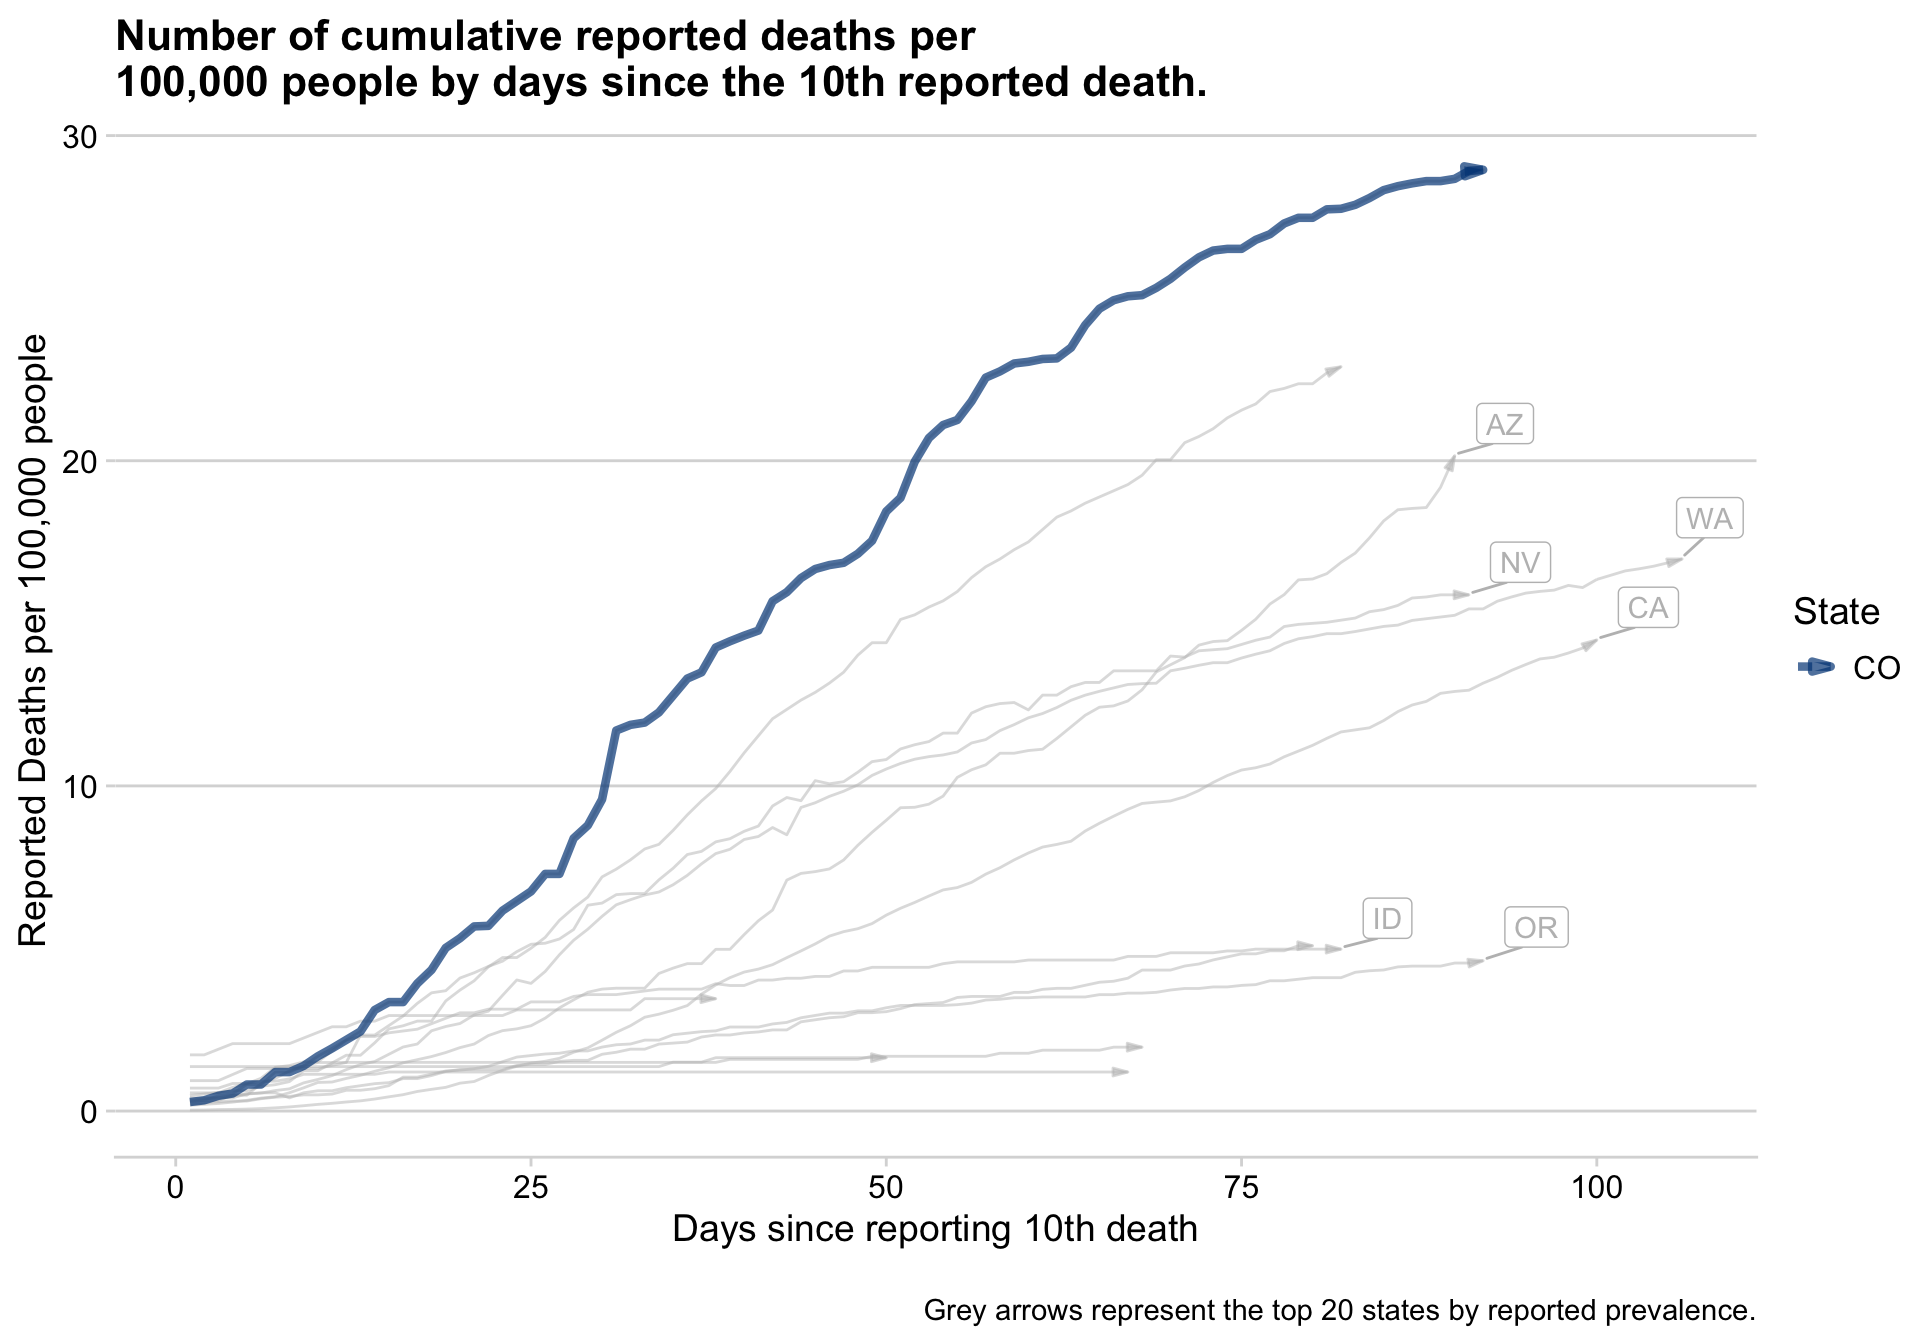 Number of cumulative reported deaths per
100,000 people by days since the 10th reported death.
30
20
10
0
Reported Deaths per 100,000 people
AZ
WA
NV
CA
ID
OR
State
CO
0 25 50 75 100
Days since reporting 10th death
Grey arrows represent the top 20 states by reported prevalence.